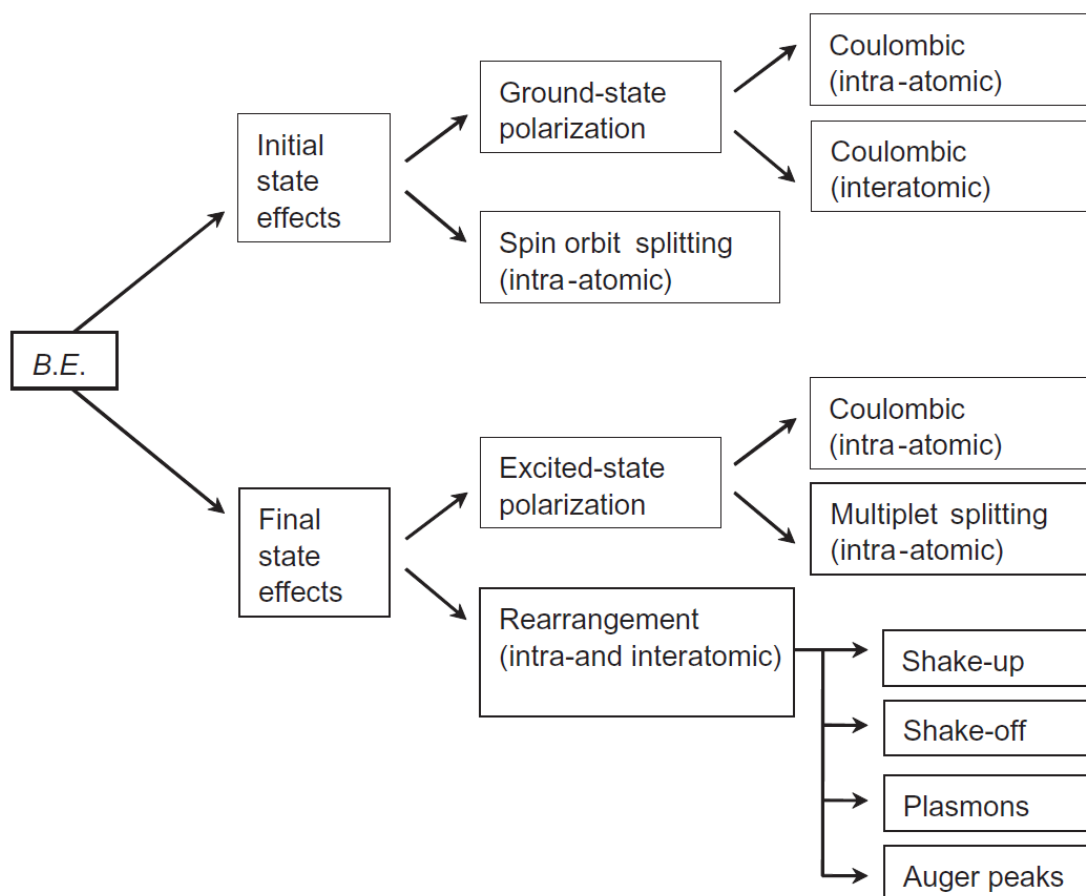 Coulombic
(intra-atomic)
Ground-state
polarization
Initial
state
effects
Coulombic
(interatomic)
Spin orbit splitting
(intra-atomic)
B.E.
Coulombic
(intra-atomic)
Excited-state
polarization
Final
state
effects
Multiplet splitting
(intra-atomic)
Rearrangement
(intra-and interatomic)
Shake-up
Shake-off
Plasmons
Auger peaks